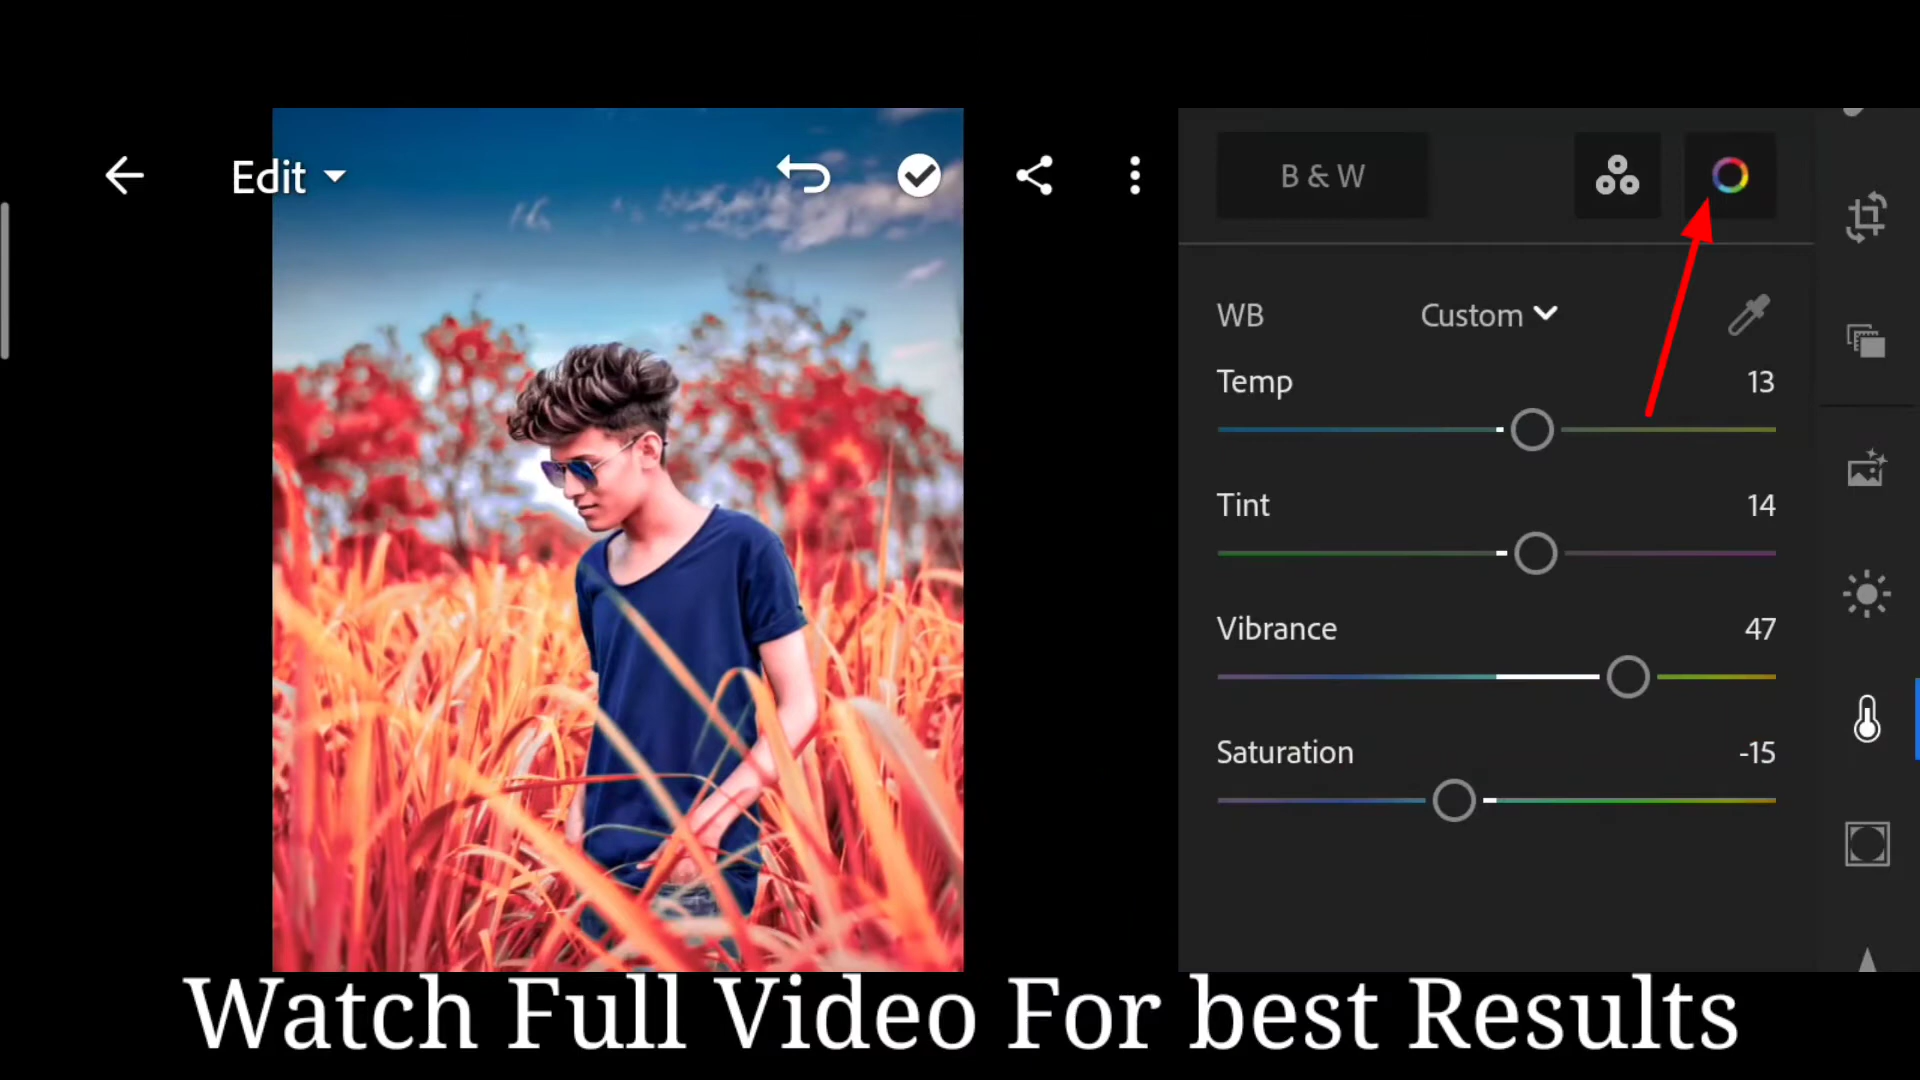 Edit
B & W
WB Custom
Temp 13
Tint 14
Vibrance 47
Saturation -15
Watch Full Video For best Results